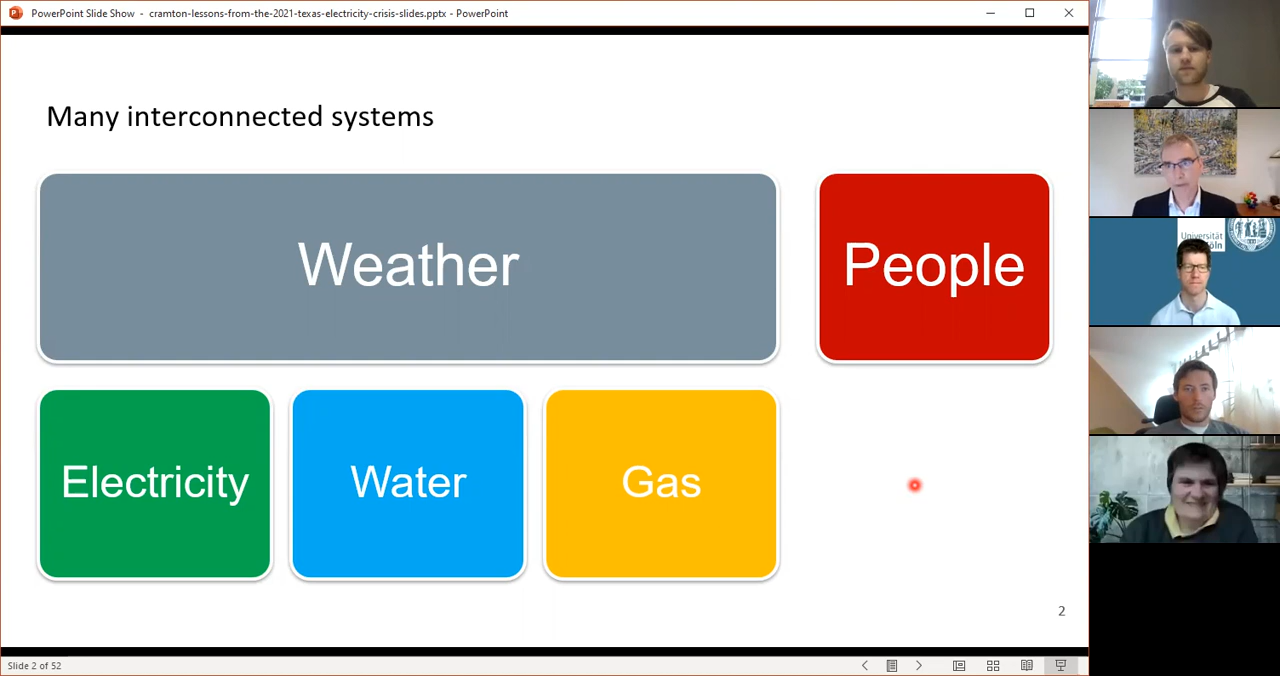 PowerPoint Slide Show - cramton-lessons-from-the-2021-texas-electricity-crisis-slides.pptx - PowerPoint
Many interconnected systems
Weather
People
Electricity
Water
Gas
2
Slide 2 of 52
Universität